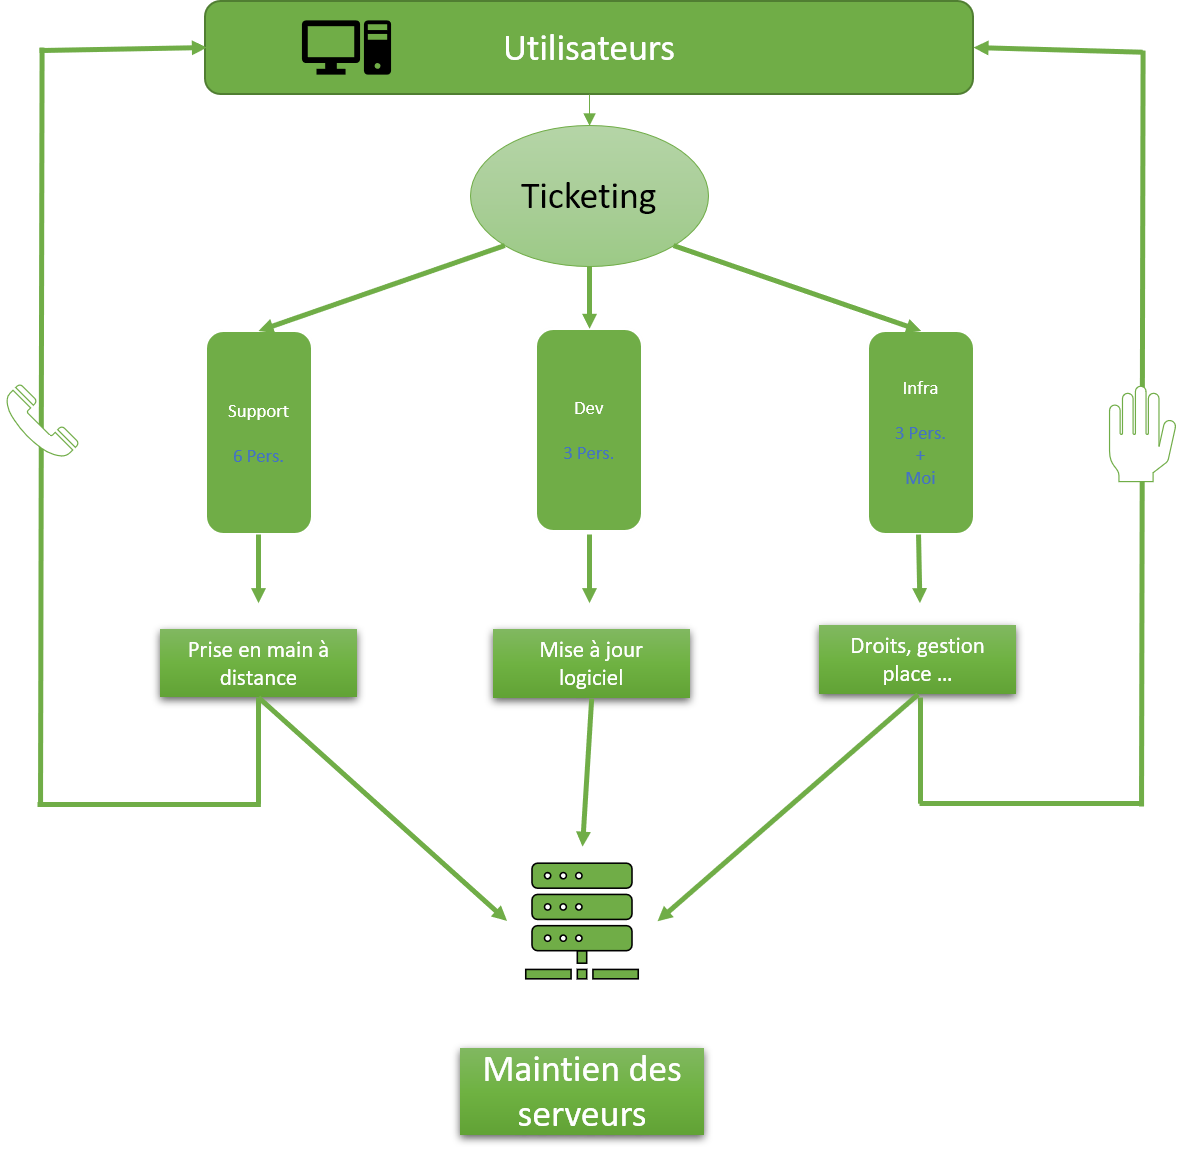 Utilisateurs
Ticketing
Support
6 Pers.
Dev
3 Pers.
Infra
3 Pers.
+
Moi
Prise en main à
distance
Mise à jour
logiciel
Droits, gestion
place ...
Maintien des
serveurs